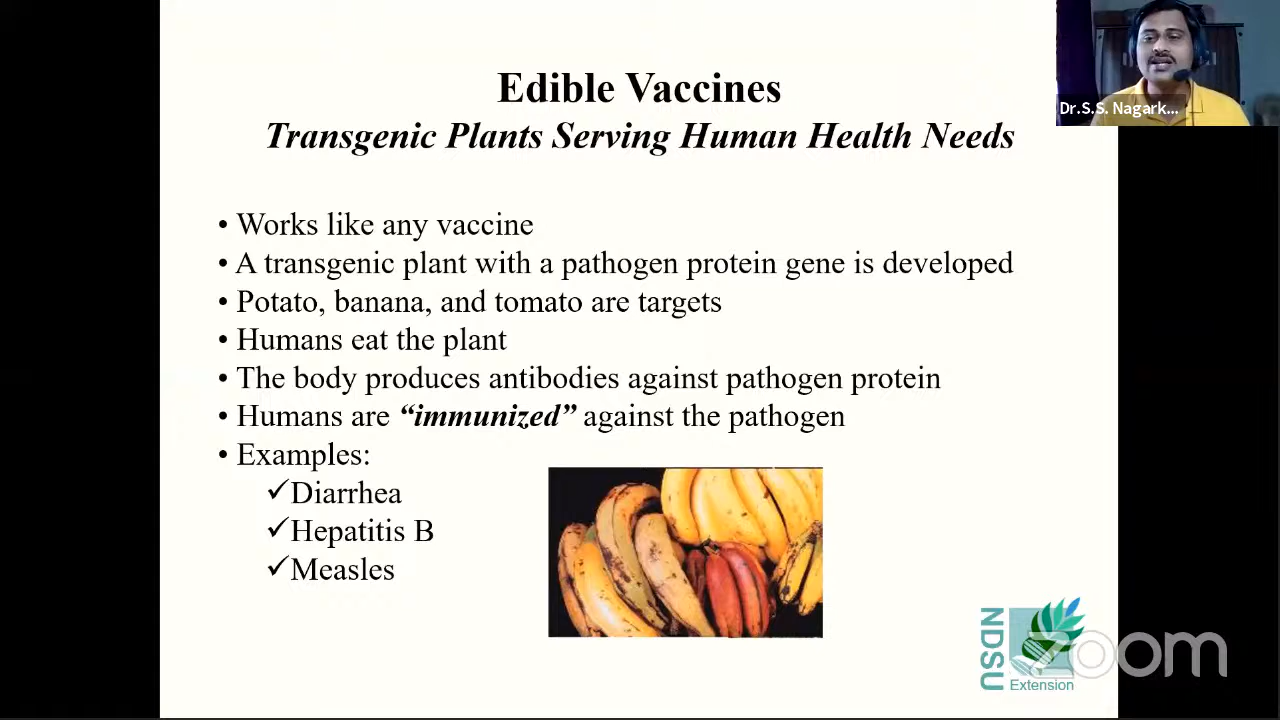 Edible Vaccines
Transgenic Plants Serving Human Health Needs
• Works like any vaccine
• A transgenic plant with a pathogen protein gene is developed
• Potato, banana, and tomato are targets
• Humans eat the plant
• The body produces antibodies against pathogen protein
• Humans are “immunized” against the pathogen
• Examples:
✓Diarrhea
✓Hepatitis B
✓Measles
Dr.S.S. Nagark...
NDSU
Extension
zoom